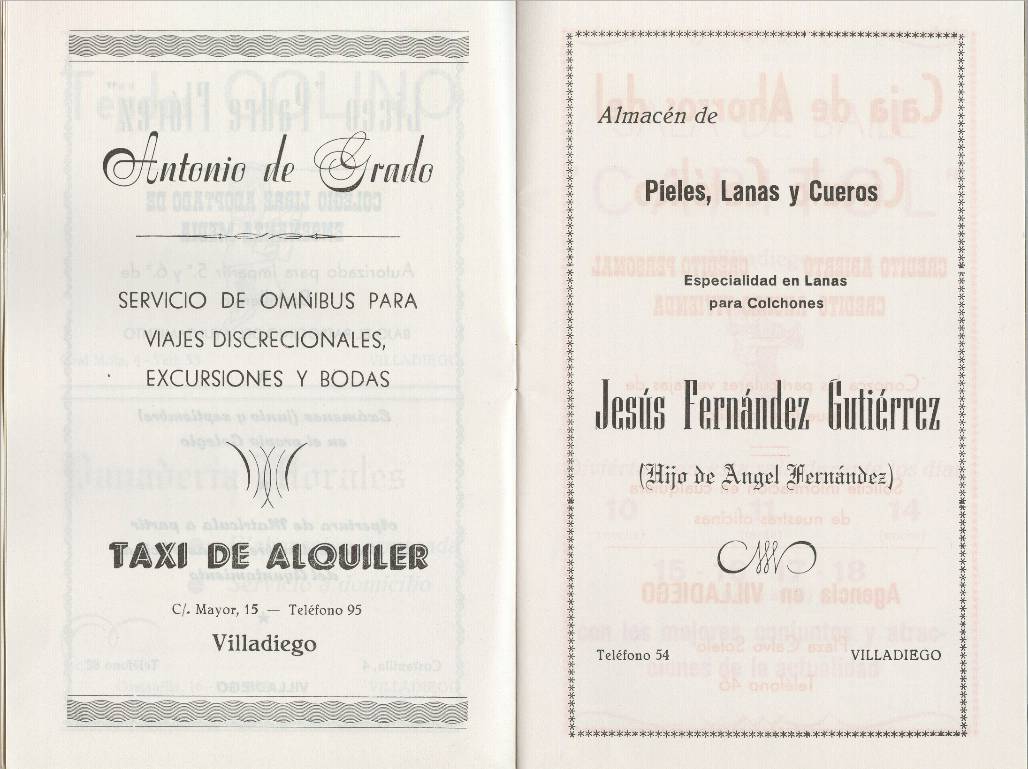 Antonio de Grado
SERVICIO DE OMNIBUS PARA
VIAJES DISCRECIONALES,
EXCURSIONES Y BODAS
TAXI DE ALQUILER
C/. Mayor, 15 — Teléfono 95
Villadiego
Almacén de
Pieles, Lanas y Cueros
Especialidad en Lanas
para Colchones
Jesús Fernández Gutiérrez
(Hijo de Angel Fernández)
Teléfono 54 VILLADIEGO